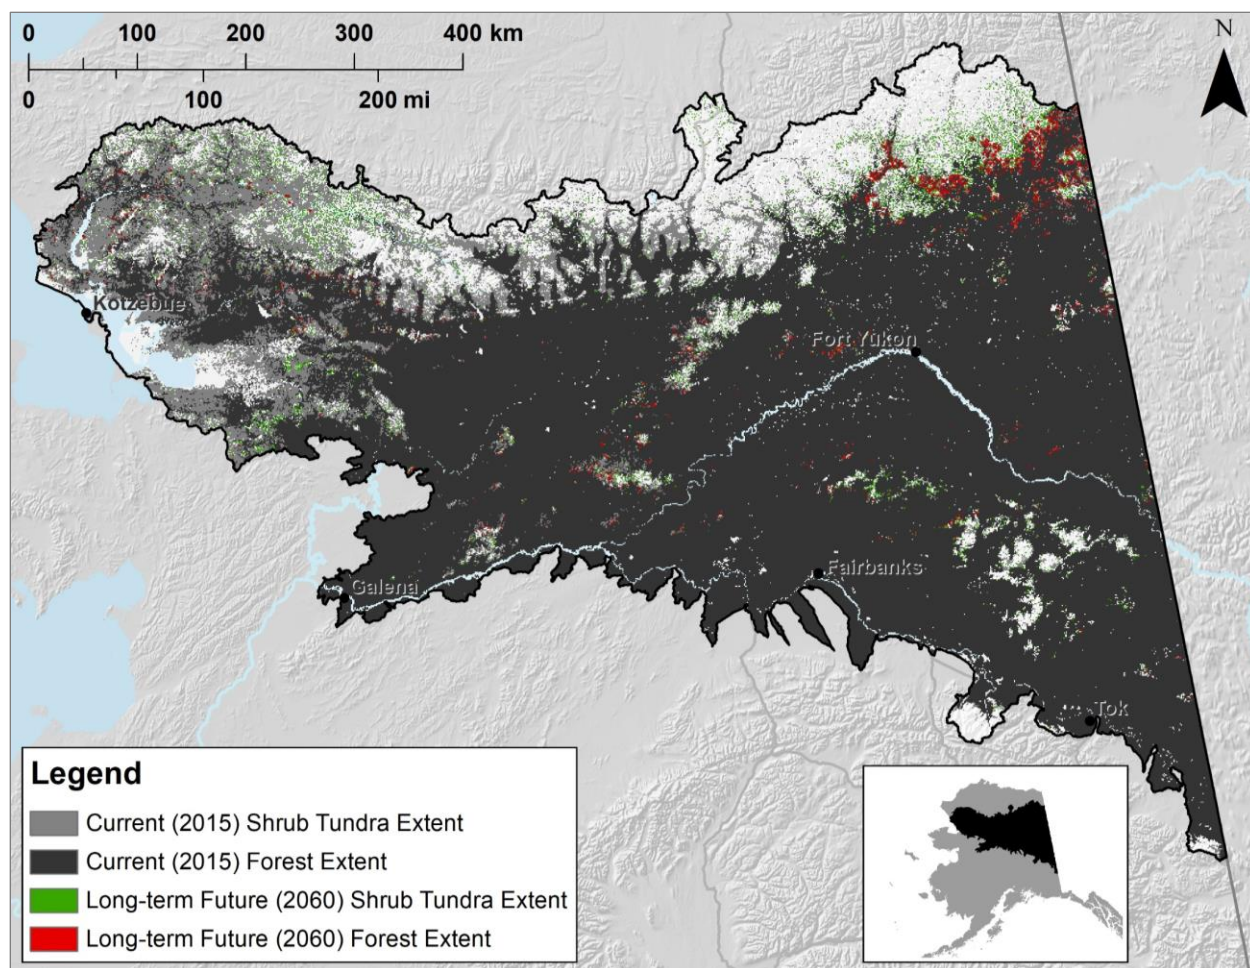 N
0 100 200 300 400 km
0 100 200 mi
Kotzebue
Fort Yukon
Galena
Fairbanks
Tok
Legend
Current (2015) Shrub Tundra Extent
Current (2015) Forest Extent
Long-term Future (2060) Shrub Tundra Extent
Long-term Future (2060) Forest Extent